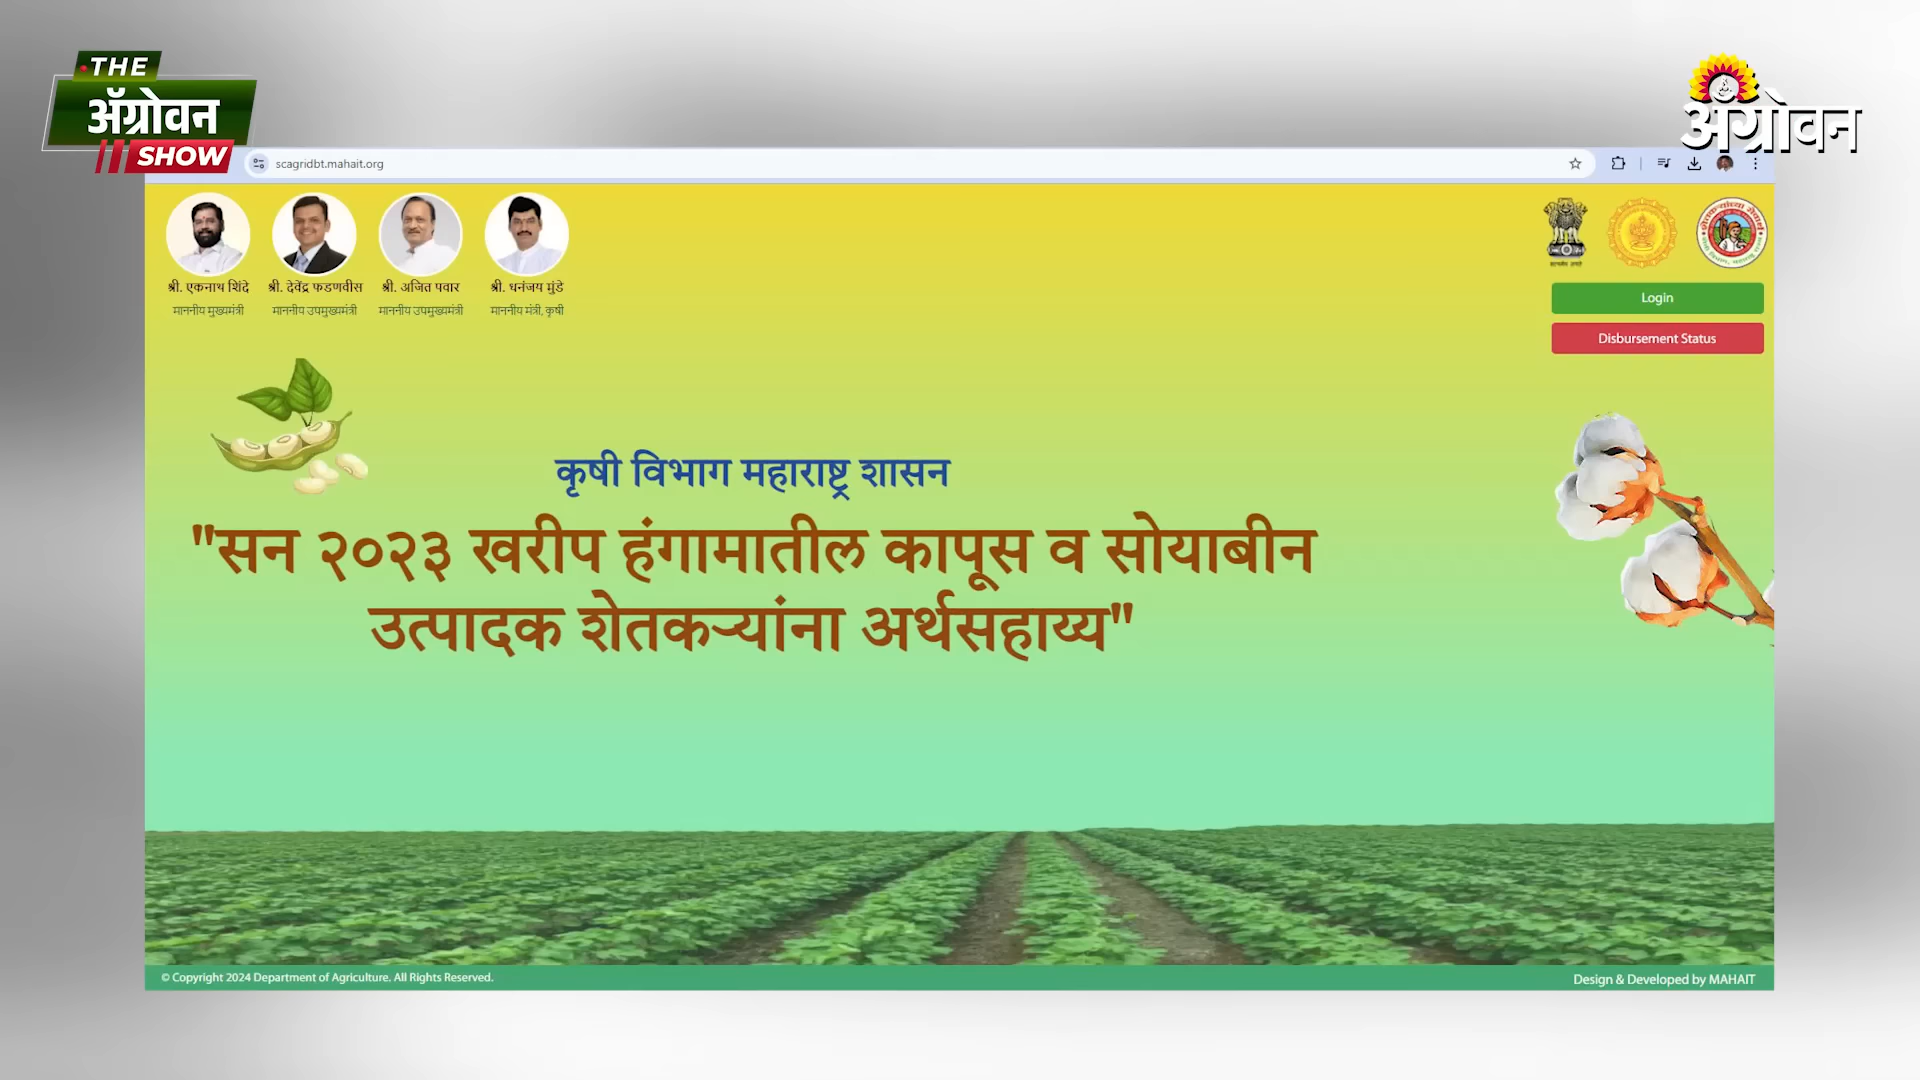 THE
ॲग्रोवन
SHOW
ॲग्रोवन
scagridbt.mahait.org
श्री. एकनाथ शिंदे
माननीय मुख्यमंत्री
श्री. देवेंद्र फडणवीस
माननीय उपमुख्यमंत्री
श्री. अजित पवार
माननीय उपमुख्यमंत्री
श्री. धनंजय मुंडे
माननीय मंत्री, कृषी
Login
Disbursement Status
कृषी विभाग महाराष्ट्र शासन
"सन २०२३ खरीप हंगामातील कापूस व सोयाबीन
उत्पादक शेतकऱ्यांना अर्थसहाय्य"
© Copyright 2024 Department of Agriculture. All Rights Reserved.
Design & Developed by MAHAIT